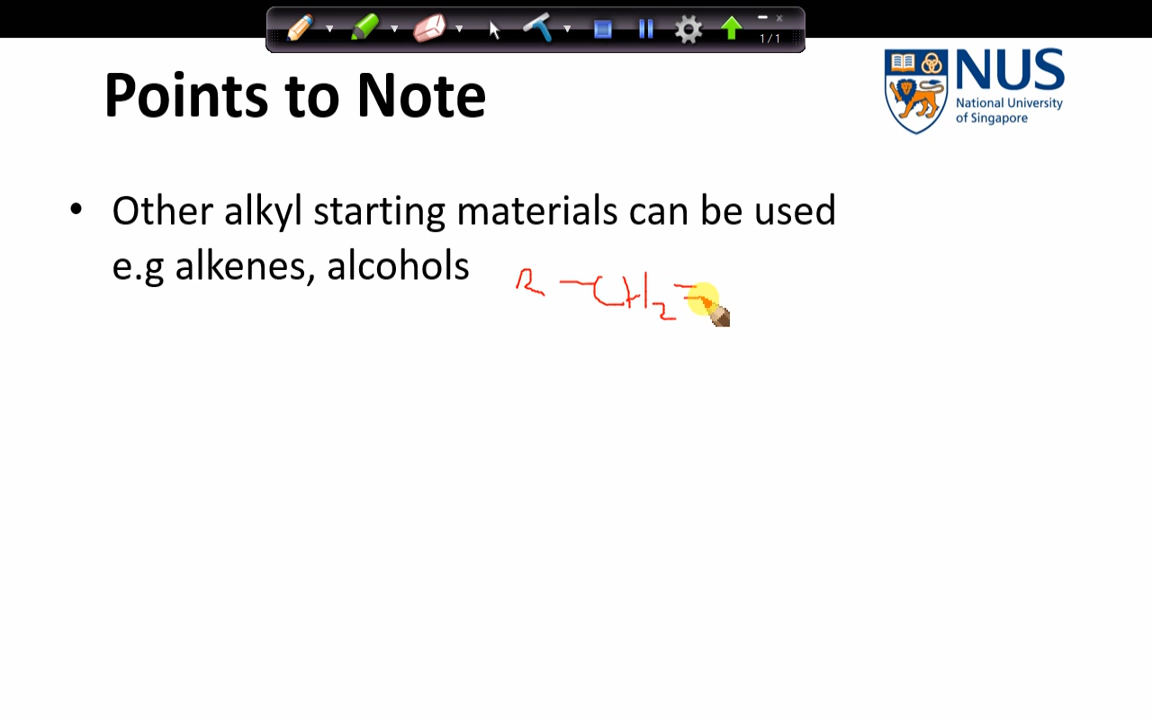 1/1
Points to Note
NUS
National University
of Singapore
• Other alkyl starting materials can be used
e.g alkenes, alcohols
R-CH2=